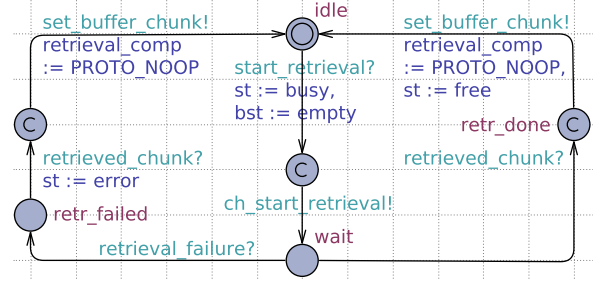 idle
set_buffer_chunk!
retrieval_comp
:= PROTO_NOOP
start_retrieval?
st := busy,
bst := empty
set_buffer_chunk!
retrieval_comp
:= PROTO_NOOP,
st := free
C
retr_done
C
retrieved_chunk?
st := error
C
retrieved_chunk?
ch_start_retrieval!
retr_failed
wait
retrieval_failure?